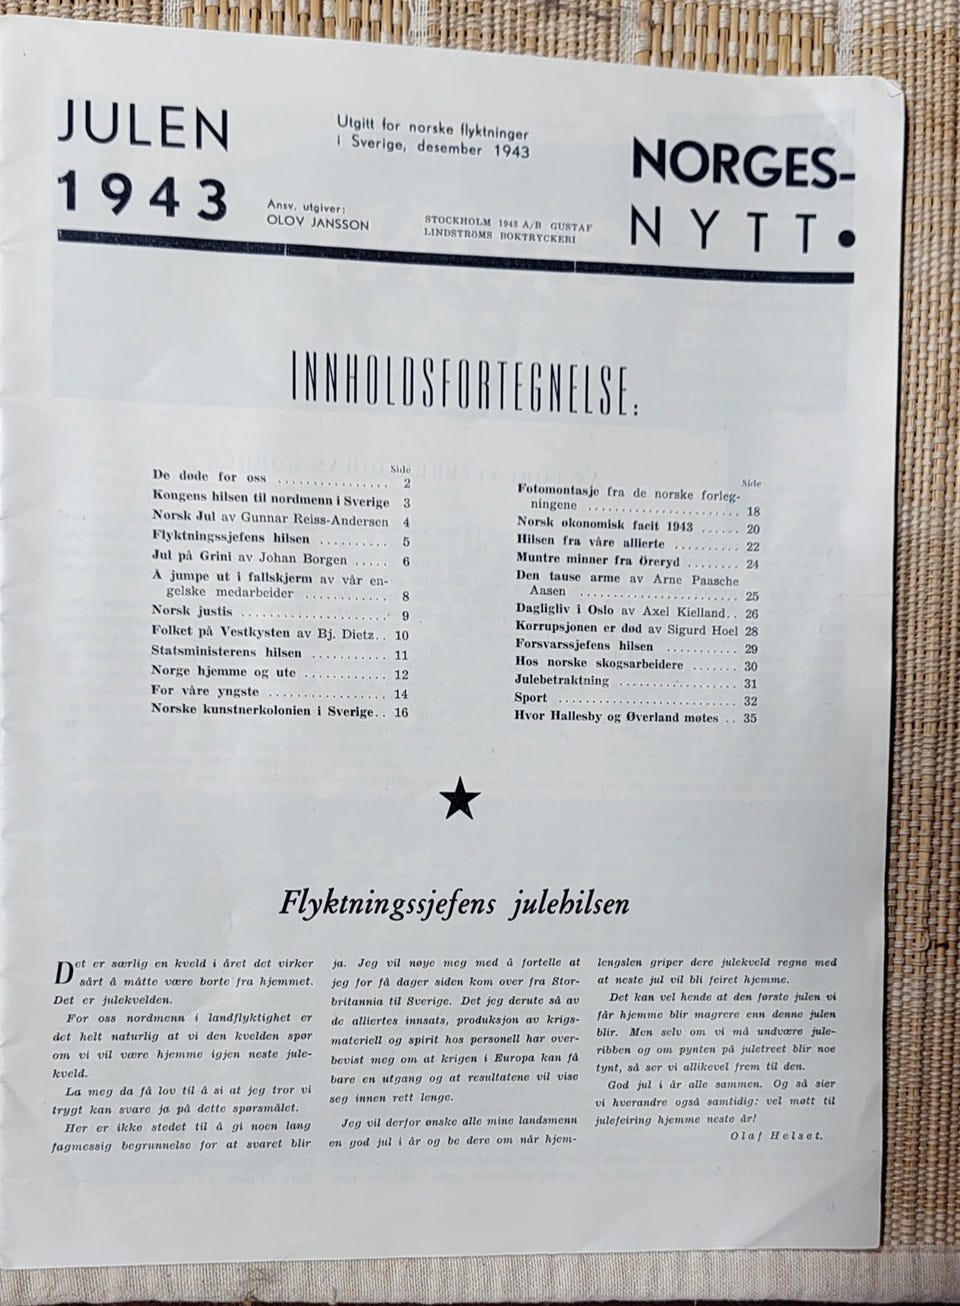 JULEN
1943
Utgitt for norske flyktninger
i Sverige, desember 1943
Ansv. utgiver:
OLOV JANSSON
STOCKHOLM 1943 A/B GUSTAF
LINDSTRÖMS BOKTRYCKERI
NORGES-
NYTT•
INNHOLDSFORTEGNELSE:
Side
De døde for oss ................ 2
Kongens hilsen til nordmenn i Sverige 3
Norsk Jul av Gunnar Reiss-Andersen 4
Flyktningssjefens hilsen .......... 5
Jul på Grini av Johan Borgen ..... 6
Å jumpe ut i fallskjerm av vår en-
gelske medarbeider ............ 8
Norsk justis ..................... 9
Folket på Vestkysten av Bj. Dietz.. 10
Statsministerens hilsen ........... 11
Norge hjemme og ute ............ 12
For våre yngste ................. 14
Norske kunstnerkolonien i Sverige.. 16
Side
Fotomontasje fra de norske forleg-
ningene ...................... 18
Norsk økonomisk facit 1943 ...... 20
Hilsen fra våre allierte .......... 22
Muntre minner fra Öreryd ........ 24
Den tause arme av Arne Paasche
Aasen ....................... 25
Dagligliv i Oslo av Axel Kielland.. 26
Korrupsjonen er død av Sigurd Hoel 28
Forsvarssjefens hilsen ........... 29
Hos norske skogsarbeidere ....... 30
Julebetraktning .................. 31
Sport .......................... 32
Hvor Hallesby og Øverland møtes .. 35
★
Flyktningssjefens julehilsen
Det er særlig en kveld i året det virker
sårt å måtte være borte fra hjemmet.
Det er julekvelden.
For oss nordmenn i landflyktighet er
det helt naturlig at vi den kvelden spør
om vi vil være hjemme igjen neste jule-
kveld.
La meg da få lov til å si at jeg tror vi
trygt kan svare ja på dette spørsmålet.
Her er ikke stedet til å gi noen lang
fagmessig begrunnelse for at svaret blir
ja. Jeg vil nøye meg med å fortelle at
jeg for få dager siden kom over fra Stor-
britannia til Sverige. Det jeg derute så av
de alliertes innsats, produksjon av krigs-
materiell og spirit hos personell har over-
bevist meg om at krigen i Europa kan få
bare en utgang og at resultatene vil vise
seg innen rett lenge.
Jeg vil derfor ønske alle mine landsmenn
en god jul i år og be dere om når hjem-
lengslen griper dere julekveld regne med
at neste jul vil bli feiret hjemme.
Det kan vel hende at den første julen vi
får hjemme blir magrere enn denne julen
blir. Men selv om vi må undvære jule-
ribben og om pynten på juletreet blir noe
tynt, så ser vi allikevel frem til den.
God jul i år alle sammen. Og så sier
vi hverandre også samtidig: vel møtt til
julefeiring hjemme neste år!
Olaf Helset.